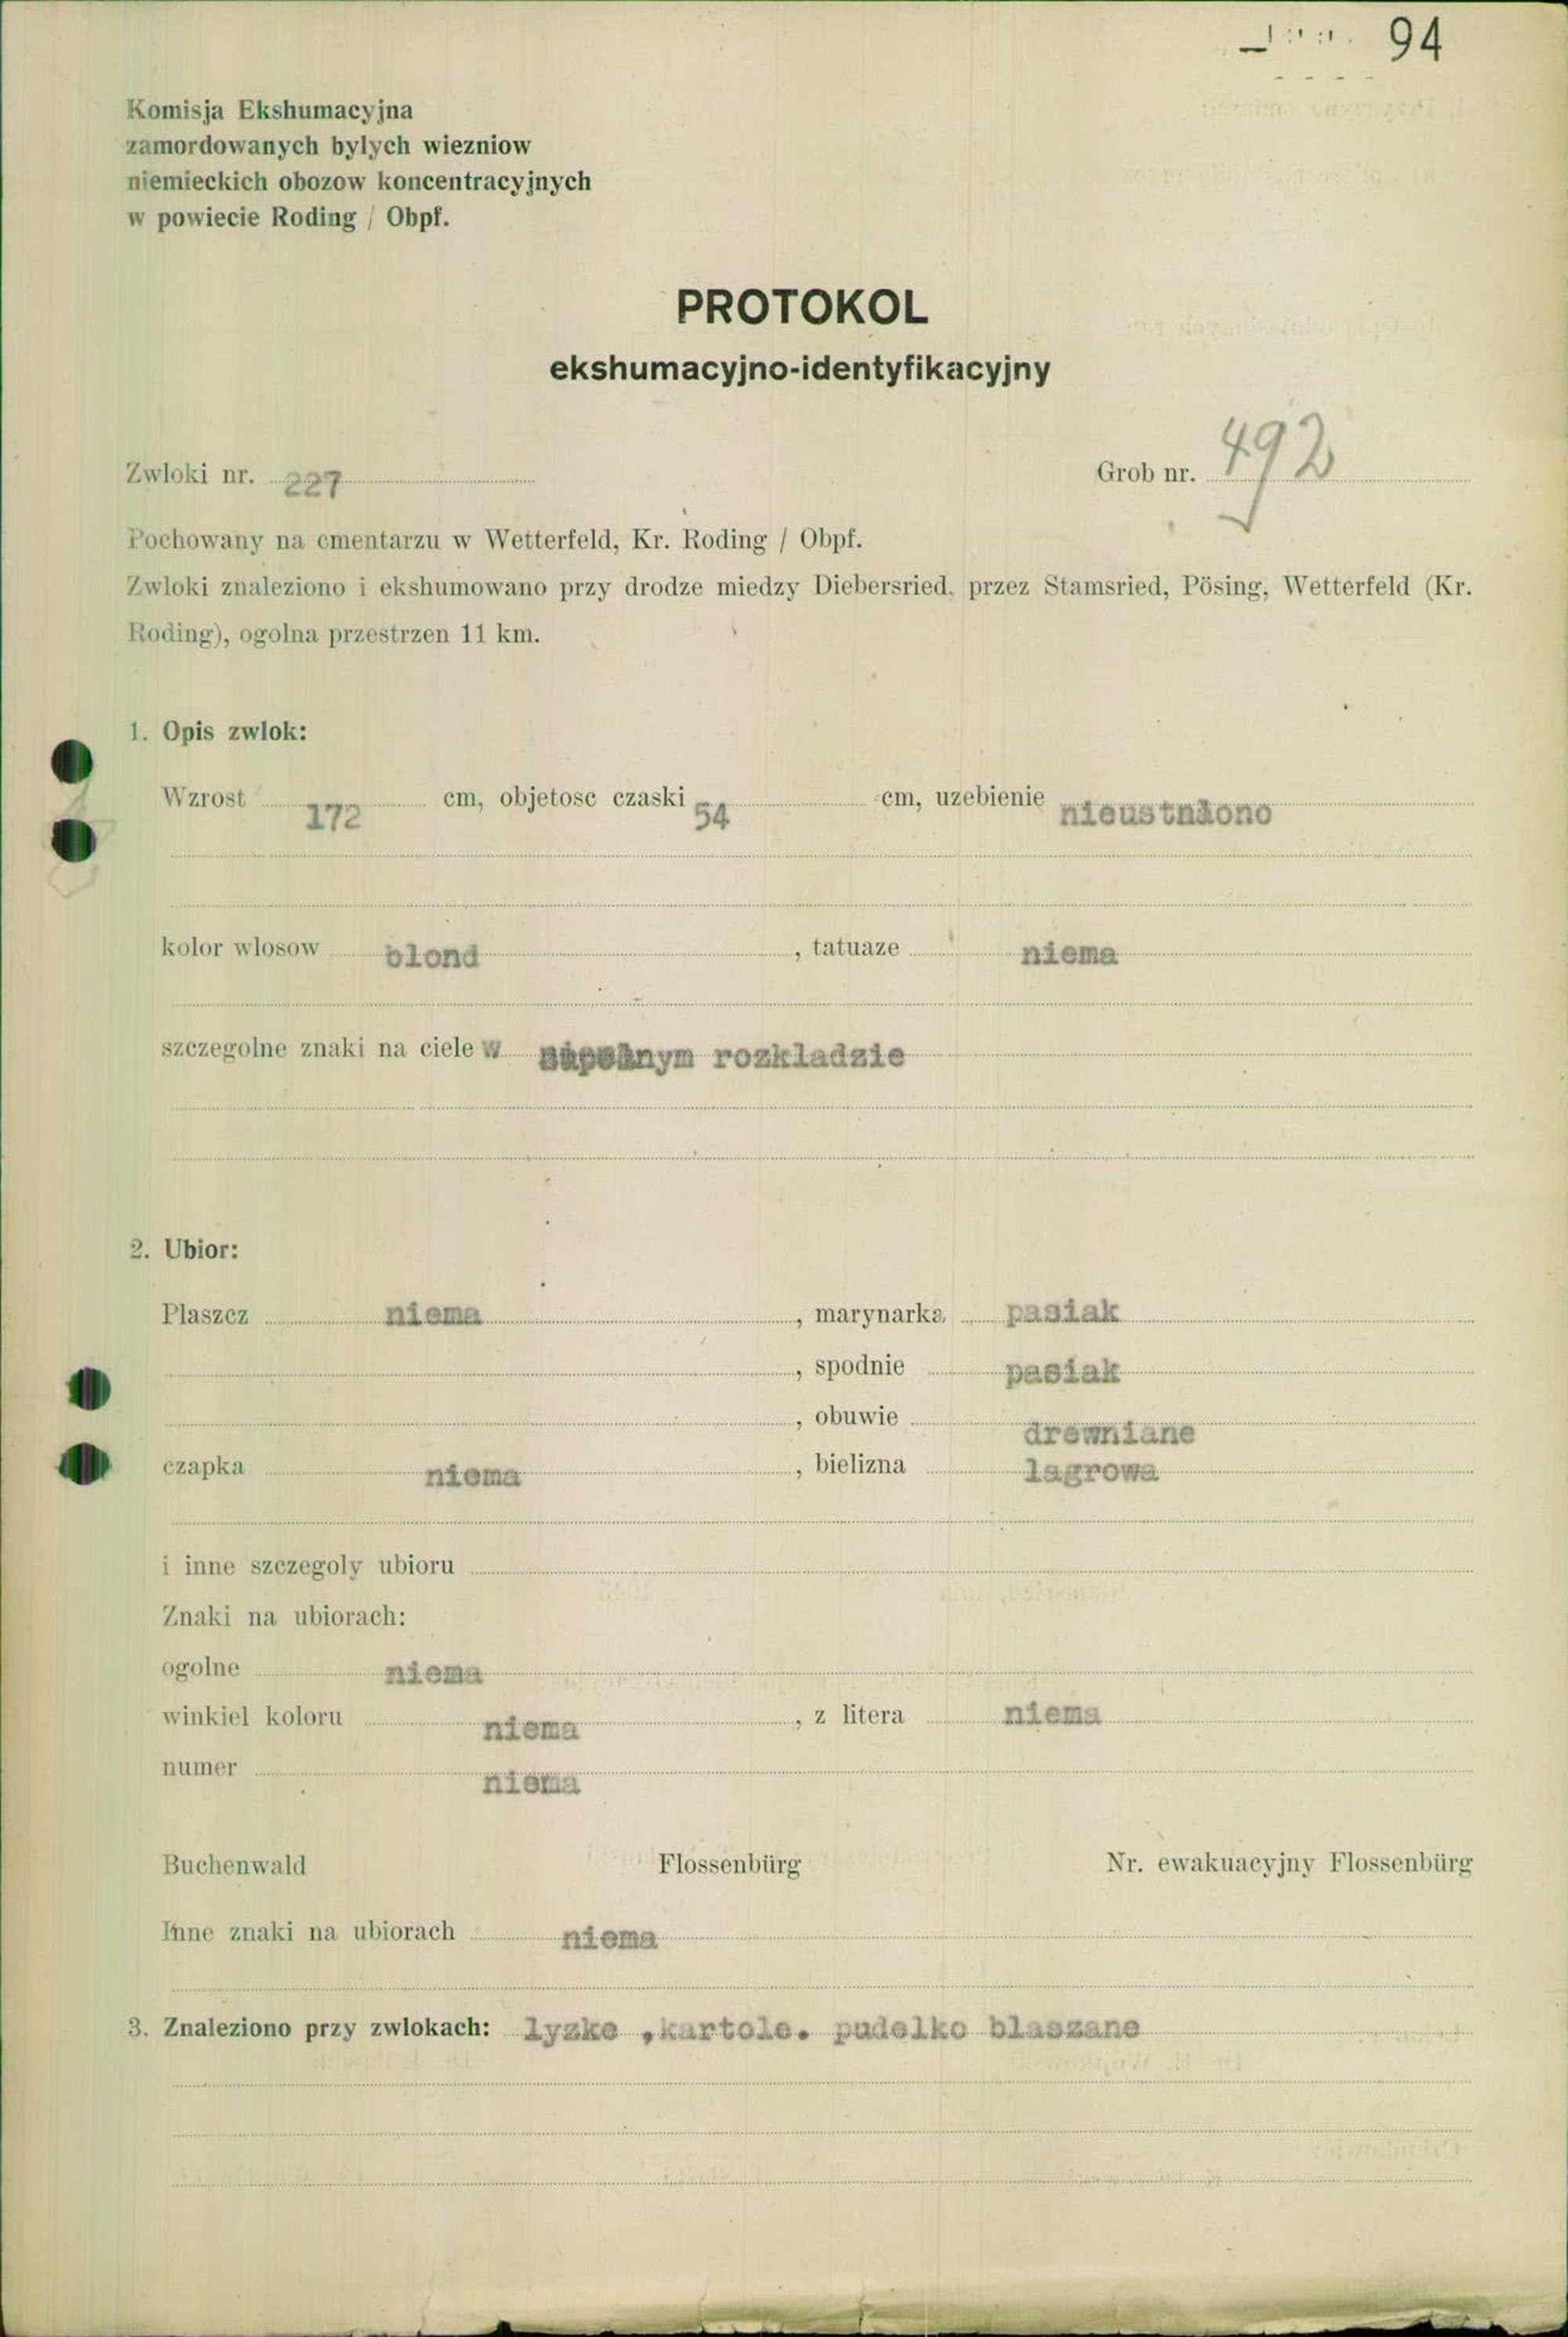 94
Komisja Ekshumacyjna
zamordowanych bylych wiezniow
niemieckich obozow koncentracyjnych
w powiecie Roding / Obpf.
PROTOKOL
ekshumacyjno-identyfikacyjny
Zwloki nr. 227 Grob nr. 492
Pochowany na cmentarzu w Wetterfeld, Kr. Roding / Obpf.
Zwloki znaleziono i ekshumowano przy drodze miedzy Diebersried, przez Stamsried, Pösing, Wetterfeld (Kr.
Roding), ogolna przestrzen 11 km.
1. Opis zwlok:
Wzrost 172 cm, objetosc czaski 54 cm, uzebienie
kolor wlosow blond, tatuaze niema
szczegolne znaki na ciele w rozkladzie
2. Ubior:
Plaszcz niema, marynarka pasiak
, spodnie pasiak
, obuwie drewniane
czapka niema, bielizna lagrowa
i inne szczegoly ubioru
Znaki na ubiorach:
ogolne niema
winkiel koloru niema, z litera niema
numer niema
Buchenwald Flossenbürg Nr. ewakuacyjny Flossenbürg
Inne znaki na ubiorach niema
3. Znaleziono przy zwlokach: lyzke ,kartole. pudelko blaszane